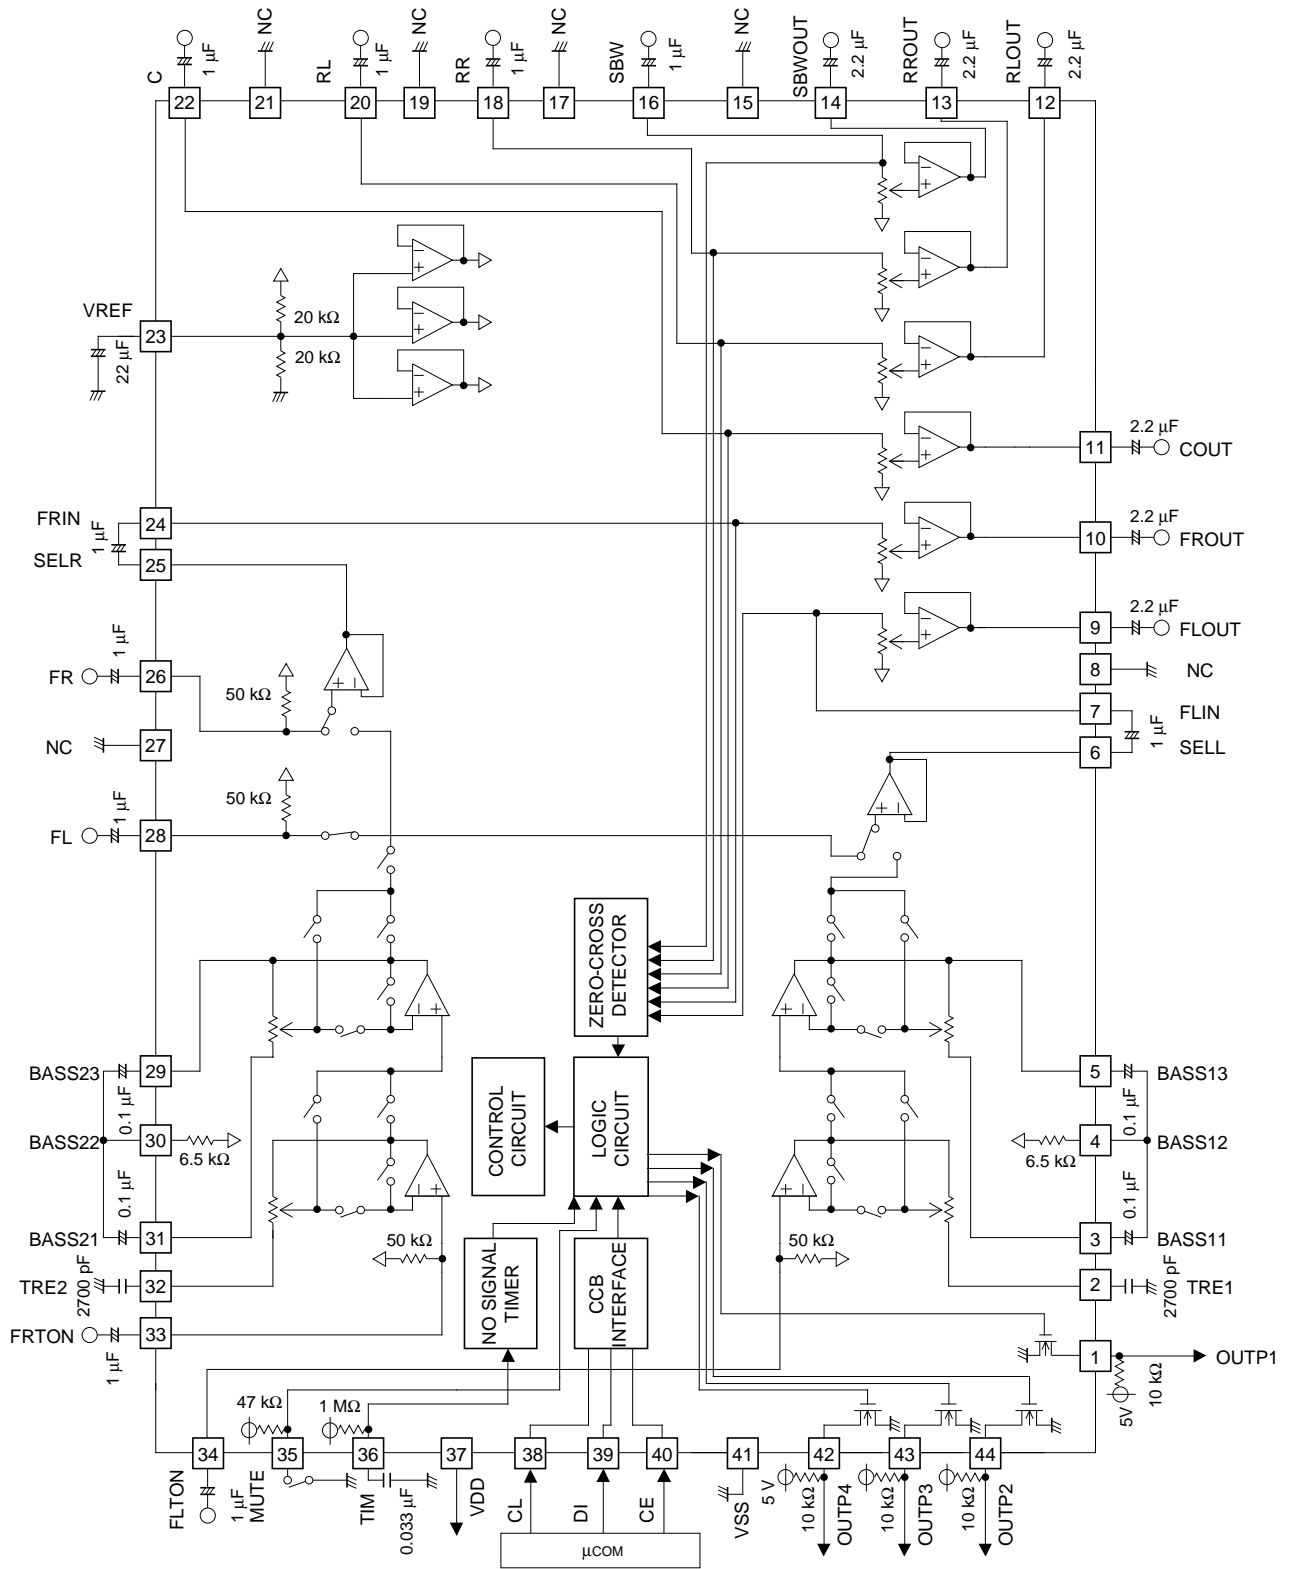 C
1 µF
NC
RL
1 µF
NC
RR
1 µF
NC
SBW
1 µF
NC
SBWOUT
2.2 µF
RROUT
2.2 µF
RLOUT
2.2 µF
22
21
20
19
18
17
16
15
14
13
12
−
+
−
+
−
+
−
+
−
+
−
+
−
+
−
+
−
+
VREF
23
22 µF
20 kΩ
20 kΩ
11
2.2 µF
COUT
FRIN
24
1 µF
SELR
25
10
2.2 µF
FROUT
9
2.2 µF
FLOUT
FR
1 µF
26
50 kΩ
+
−
8
NC
7
FLIN
1 µF
6
SELL
NC
27
50 kΩ
FL
1 µF
28
+
−
ZERO-CROSS
DETECTOR
−
+
+
−
BASS23
29
0.1 µF
BASS22
30
6.5 kΩ
0.1 µF
BASS21
31
TRE2
2700 pF
32
FRTON
1 µF
33
CONTROL
CIRCUIT
LOGIC
CIRCUIT
−
+
+
−
50 kΩ
50 kΩ
NO SIGNAL
TIMER
CCB
INTERFACE
5
BASS13
0.1 µF
4
6.5 kΩ
BASS12
0.1 µF
3
BASS11
2
2700 pF
TRE1
1
OUTP1
10 kΩ
5V
47 kΩ
1 MΩ
34
35
36
37
38
39
40
41
42
43
44
FLTON
1 µF
MUTE
TIM
0.033 µF
VDD
CL
DI
CE
VSS
5 V
10 kΩ
OUTP4
10 kΩ
OUTP3
10 kΩ
OUTP2
µCOM